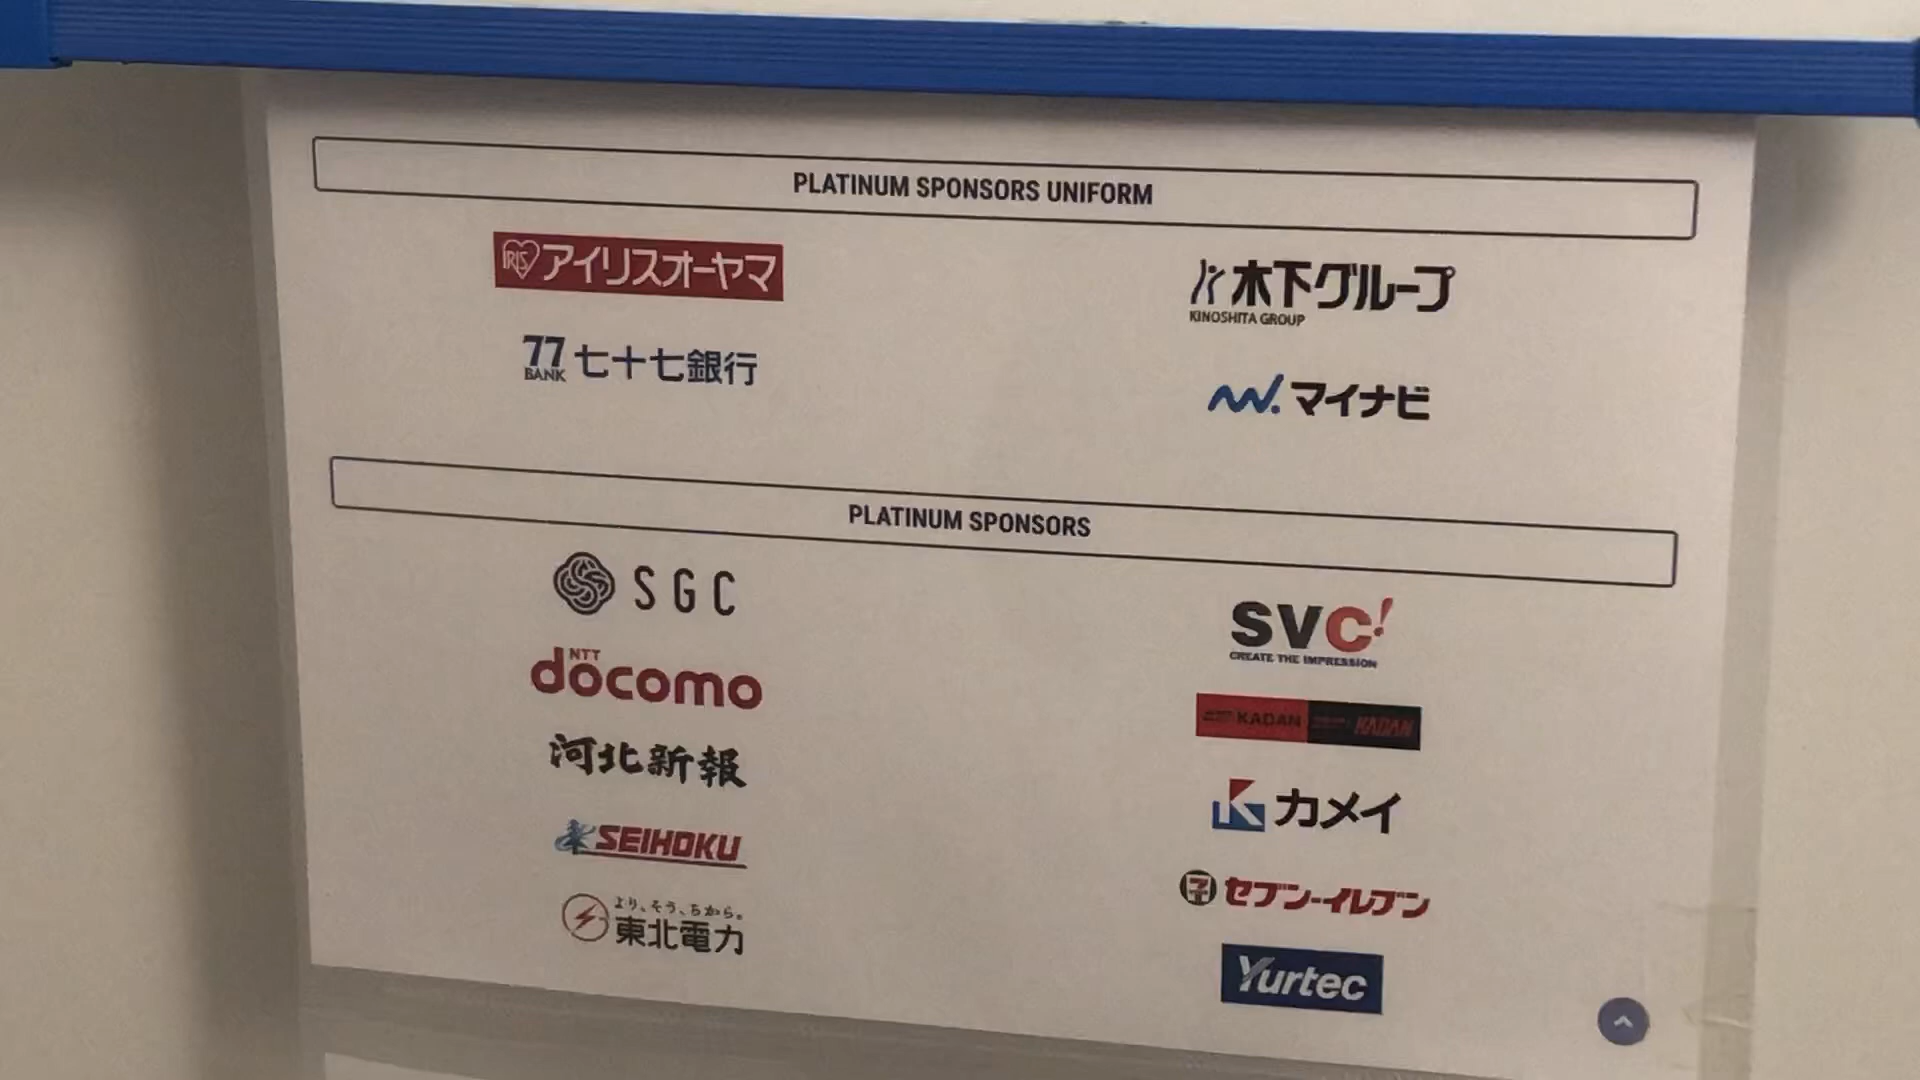 PLATINUM SPONSORS UNIFORM
IRIS アイリスオーヤマ
木下グループ
KINOSHITA GROUP
77 BANK 七十七銀行
マイナビ
PLATINUM SPONSORS
SGC
SVC!
CREATE THE IMPRESSION
NTT
docomo
KADAN KADAN
河北新報
カメイ
SEIHOKU
セブン-イレブン
より、そう、ちから。
東北電力
Yurtec